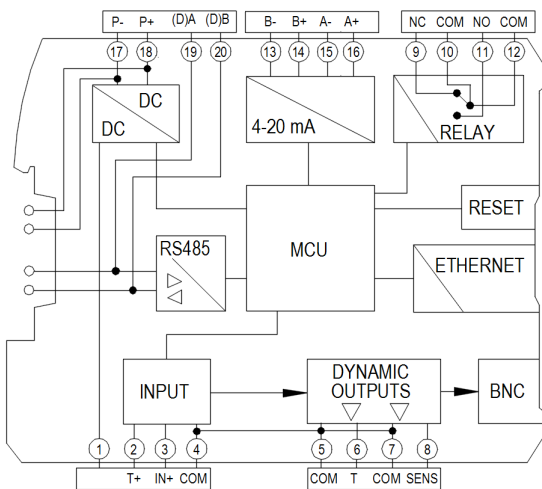 P- P+ (D)A (D)B
B- B+ A- A+
NC COM NO COM
17 18 19 20
13 14 15 16
9 10 11 12
DC
DC
4-20 mA
RELAY
RS485
MCU
RESET
ETHERNET
INPUT
DYNAMIC
OUTPUTS
BNC
1 2 3 4
5 6 7 8
T+ IN+ COM
COM T COM SENS